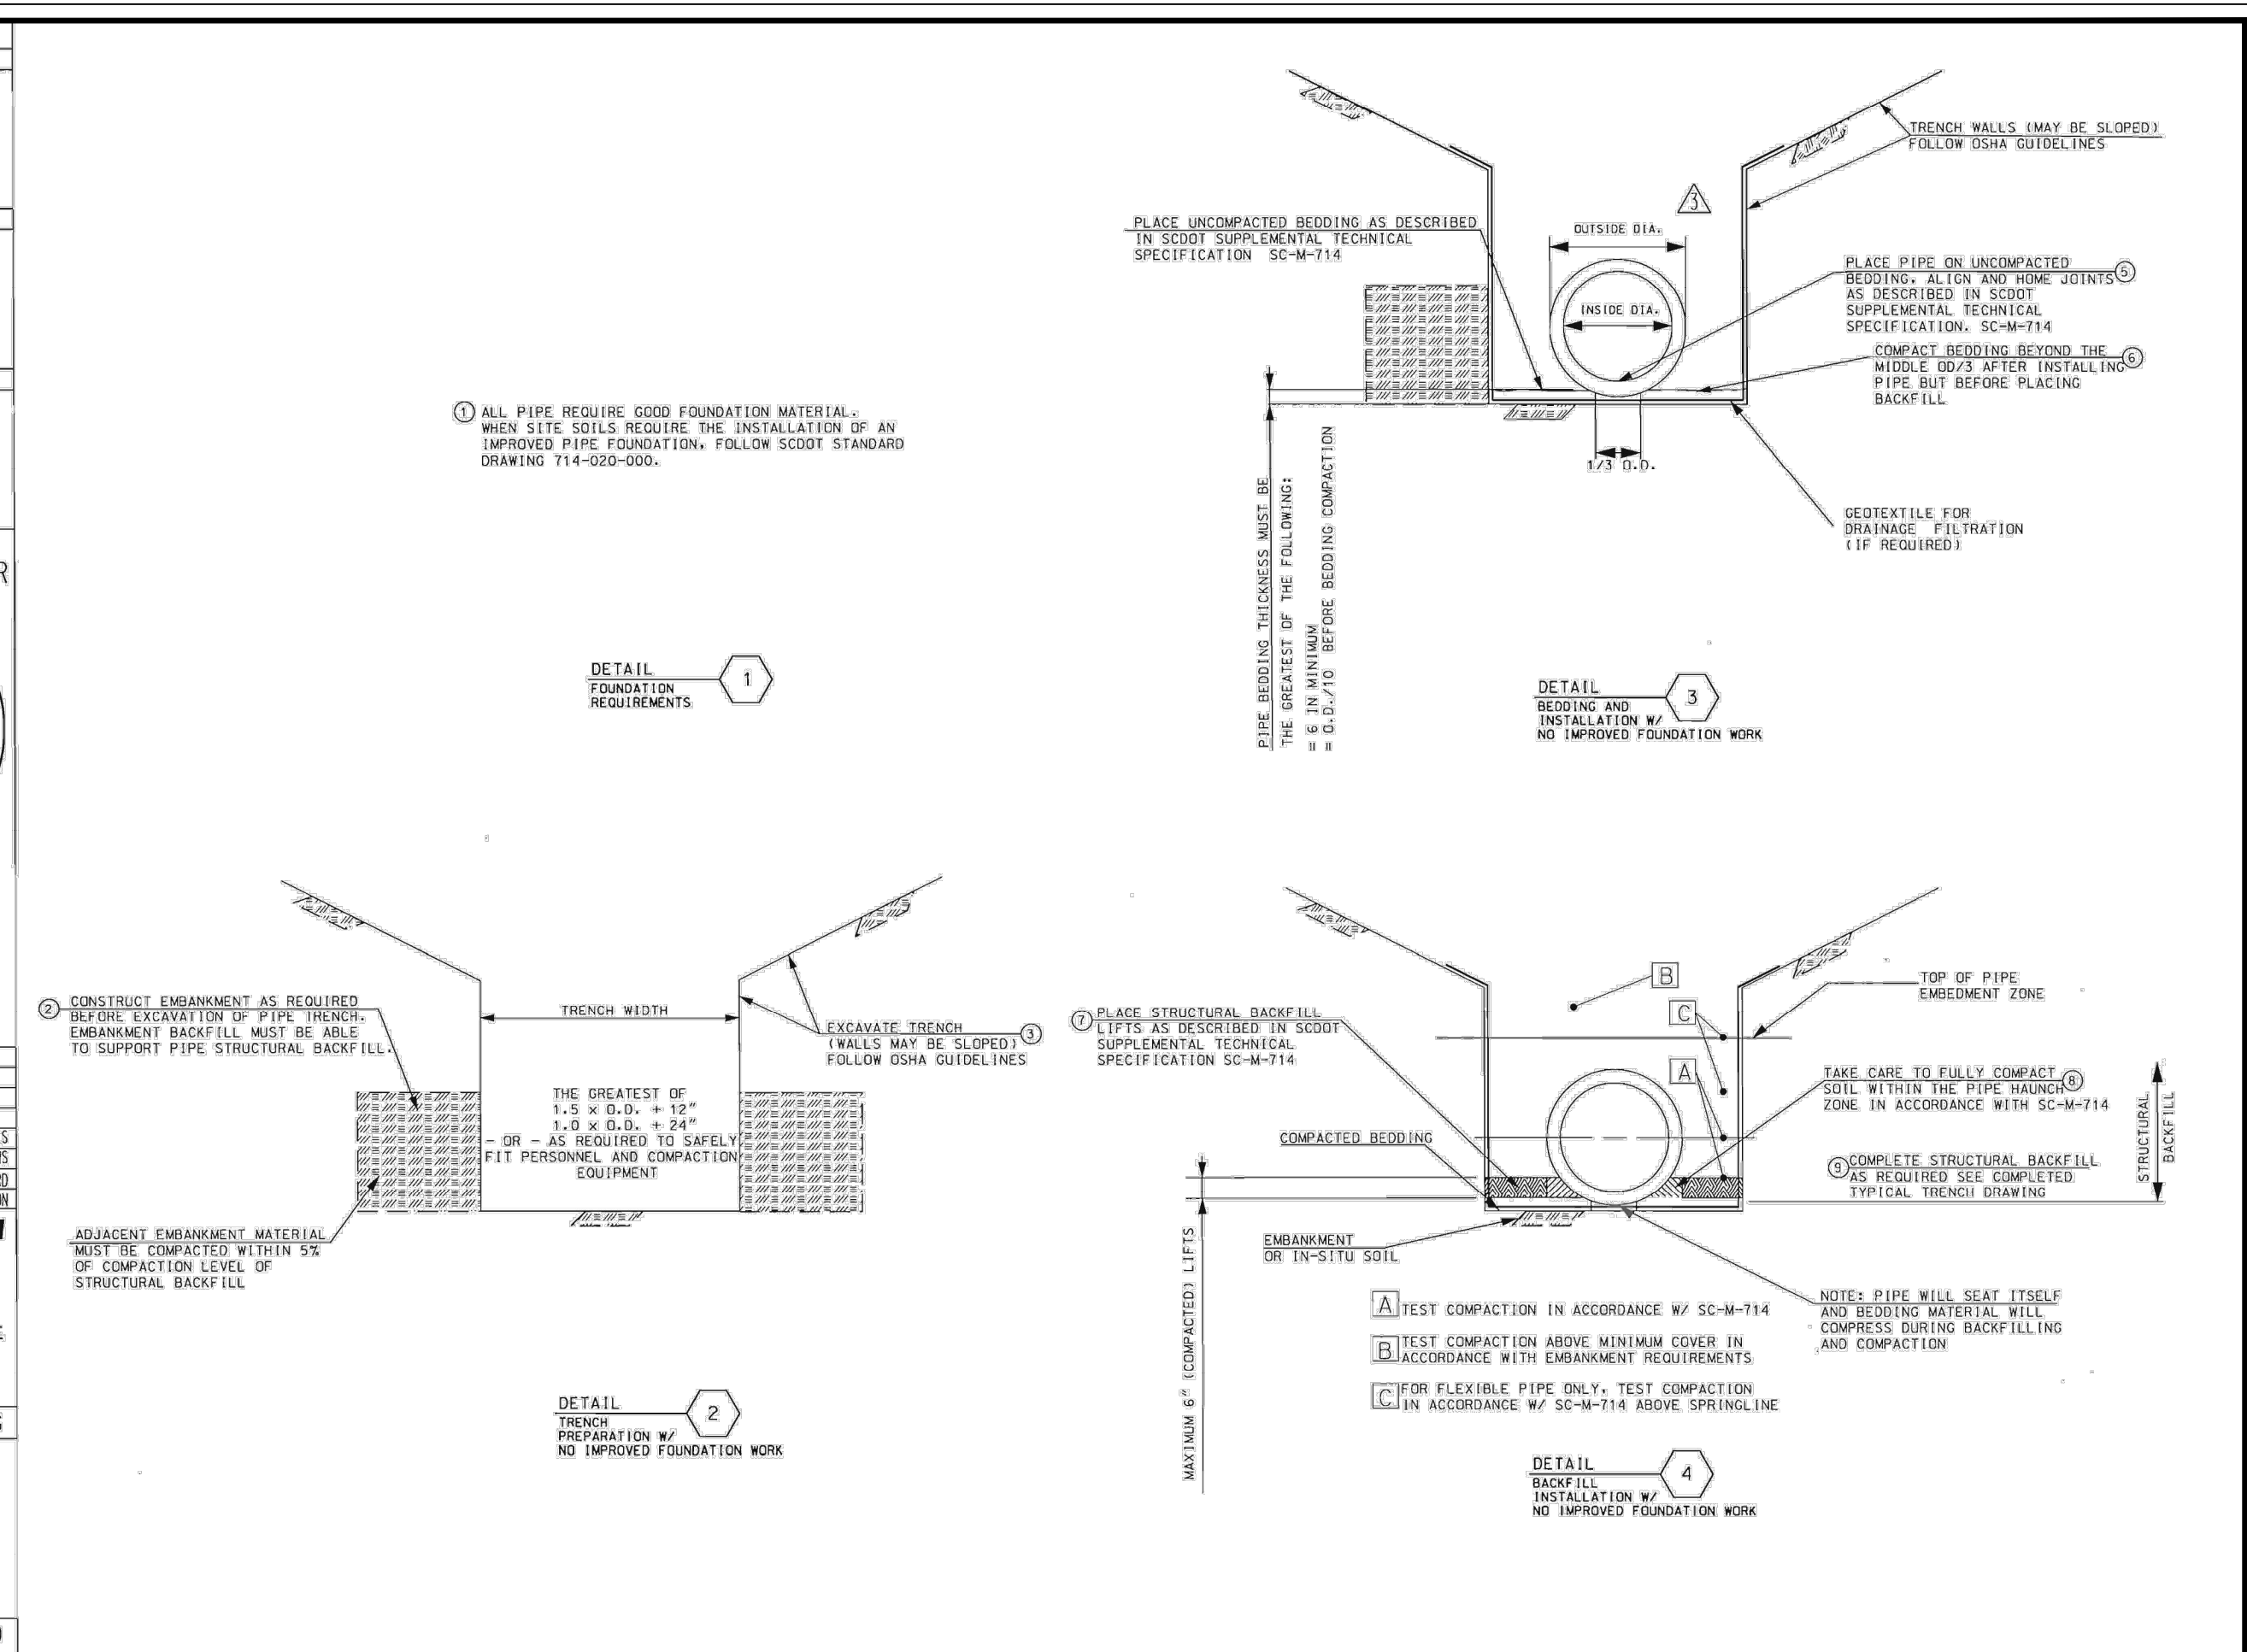 1 ALL PIPE REQUIRE GOOD FOUNDATION MATERIAL.
WHEN SITE SOILS REQUIRE THE INSTALLATION OF AN
IMPROVED PIPE FOUNDATION, FOLLOW SCDOT STANDARD
DRAWING 714-020-000.
DETAIL
FOUNDATION
REQUIREMENTS
1
TRENCH WALLS (MAY BE SLOPED)
FOLLOW OSHA GUIDELINES
3
PLACE UNCOMPACTED BEDDING AS DESCRIBED
IN SCDOT SUPPLEMENTAL TECHNICAL
SPECIFICATION SC-M-714
OUTSIDE DIA.
INSIDE DIA.
PLACE PIPE ON UNCOMPACTED
BEDDING. ALIGN AND HOME JOINTS 5
AS DESCRIBED IN SCDOT
SUPPLEMENTAL TECHNICAL
SPECIFICATION. SC-M-714
COMPACT BEDDING BEYOND THE
MIDDLE OD/3 AFTER INSTALLING 6
PIPE BUT BEFORE PLACING
BACKFILL
1/3 O.D.
GEOTEXTILE FOR
DRAINAGE FILTRATION
(IF REQUIRED)
PIPE BEDDING THICKNESS MUST BE
THE GREATEST OF THE FOLLOWING:
= 6 IN MINIMUM
= O.D./10 BEFORE BEDDING COMPACTION
DETAIL
BEDDING AND
INSTALLATION W/
NO IMPROVED FOUNDATION WORK
3
2 CONSTRUCT EMBANKMENT AS REQUIRED
BEFORE EXCAVATION OF PIPE TRENCH.
EMBANKMENT BACKFILL MUST BE ABLE
TO SUPPORT PIPE STRUCTURAL BACKFILL.
TRENCH WIDTH
EXCAVATE TRENCH
(WALLS MAY BE SLOPED) 3
FOLLOW OSHA GUIDELINES
THE GREATEST OF
1.5 x O.D. + 12"
1.0 x O.D. + 24"
- OR - AS REQUIRED TO SAFELY
FIT PERSONNEL AND COMPACTION
EQUIPMENT
ADJACENT EMBANKMENT MATERIAL
MUST BE COMPACTED WITHIN 5%
OF COMPACTION LEVEL OF
STRUCTURAL BACKFILL
DETAIL
TRENCH
PREPARATION W/
NO IMPROVED FOUNDATION WORK
2
B
C
A
TOP OF PIPE
EMBEDMENT ZONE
7 PLACE STRUCTURAL BACKFILL
LIFTS AS DESCRIBED IN SCDOT
SUPPLEMENTAL TECHNICAL
SPECIFICATION SC-M-714
TAKE CARE TO FULLY COMPACT
SOIL WITHIN THE PIPE HAUNCH 8
ZONE IN ACCORDANCE WITH SC-M-714
COMPACTED BEDDING
9 COMPLETE STRUCTURAL BACKFILL
AS REQUIRED SEE COMPLETED
TYPICAL TRENCH DRAWING
STRUCTURAL
BACKFILL
EMBANKMENT
OR IN-SITU SOIL
MAXIMUM 6" (COMPACTED) LIFTS
NOTE: PIPE WILL SEAT ITSELF
AND BEDDING MATERIAL WILL
COMPRESS DURING BACKFILLING
AND COMPACTION
A TEST COMPACTION IN ACCORDANCE W/ SC-M-714
B TEST COMPACTION ABOVE MINIMUM COVER IN
ACCORDANCE WITH EMBANKMENT REQUIREMENTS
C FOR FLEXIBLE PIPE ONLY, TEST COMPACTION
IN ACCORDANCE W/ SC-M-714 ABOVE SPRINGLINE
DETAIL
BACKFILL
INSTALLATION W/
NO IMPROVED FOUNDATION WORK
4